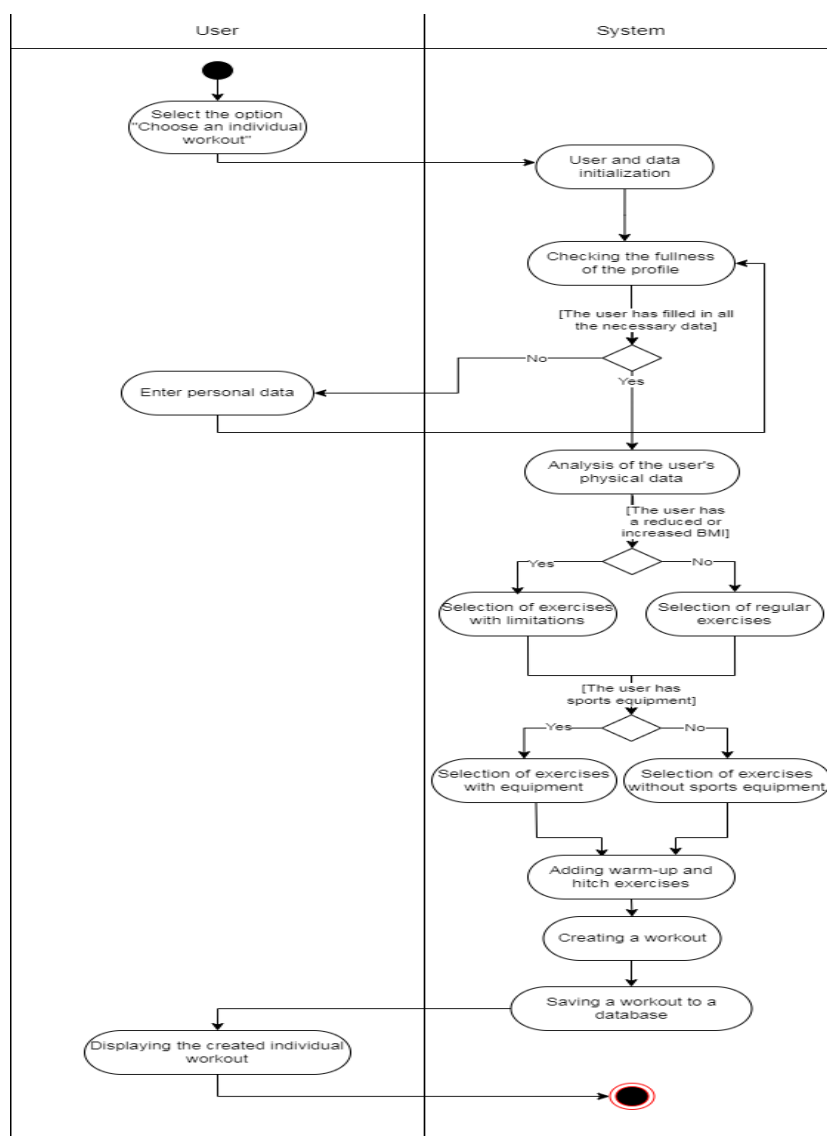 User
System
Select the option
"Choose an individual
workout"
User and data
initialization
Checking the fullness
of the profile
[The user has filled in all
the necessary data]
No
Yes
Enter personal data
Analysis of the user's
physical data
[The user has
a reduced or
increased BMI]
Yes
No
Selection of exercises
with limitations
Selection of regular
exercises
[The user has
sports equipment]
Yes
No
Selection of exercises
with equipment
Selection of exercises
without sports equipment
Adding warm-up and
hitch exercises
Creating a workout
Saving a workout to a
database
Displaying the created individual
workout